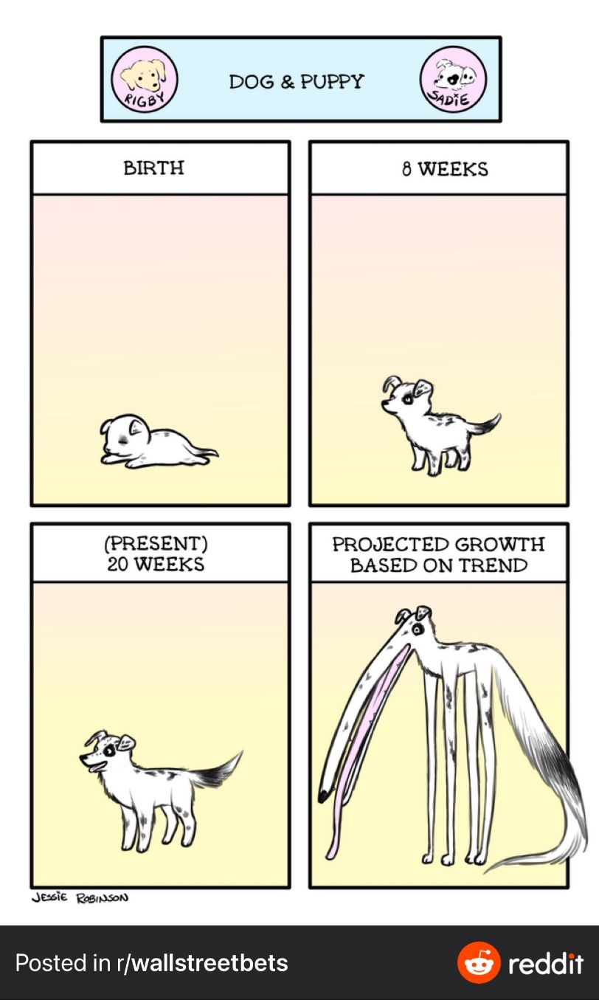 RIGBY
DOG & PUPPY
SADiE
BIRTH
8 WEEKS
(PRESENT)
20 WEEKS
PROJECTED GROWTH
BASED ON TREND
JESSiE ROBINSON
Posted in r/wallstreetbets
reddit